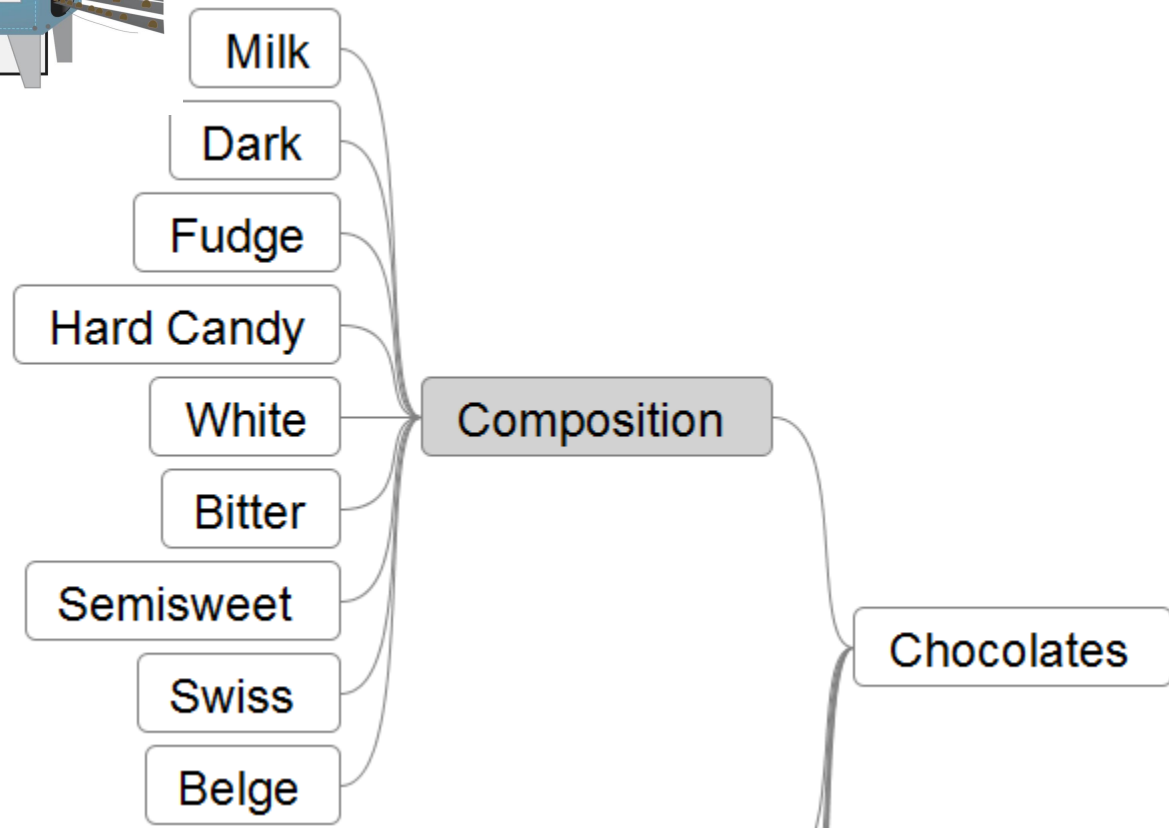 Milk
Dark
Fudge
Hard Candy
White
Composition
Bitter
Semisweet
Chocolates
Swiss
Belge